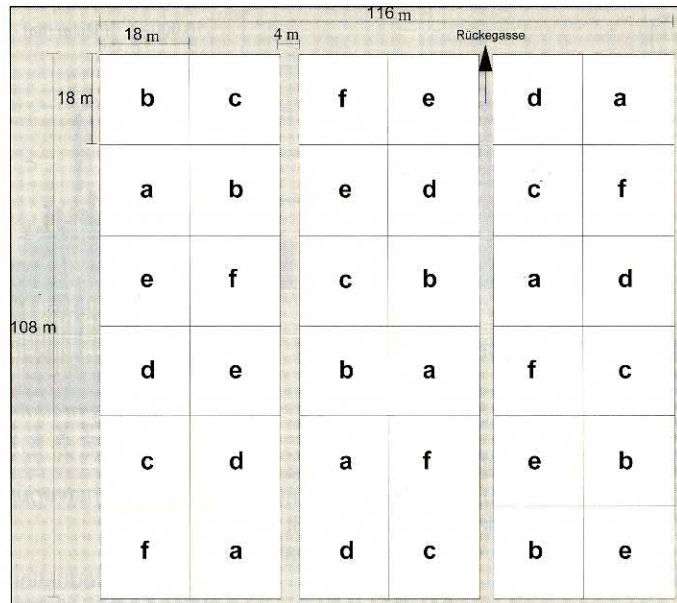 116 m
18 m 4 m Rückegasse
18 m b c f e d a
a b e d c f
e f c b a d
108 m
d e b a f c
c d a f e b
f a d c b e